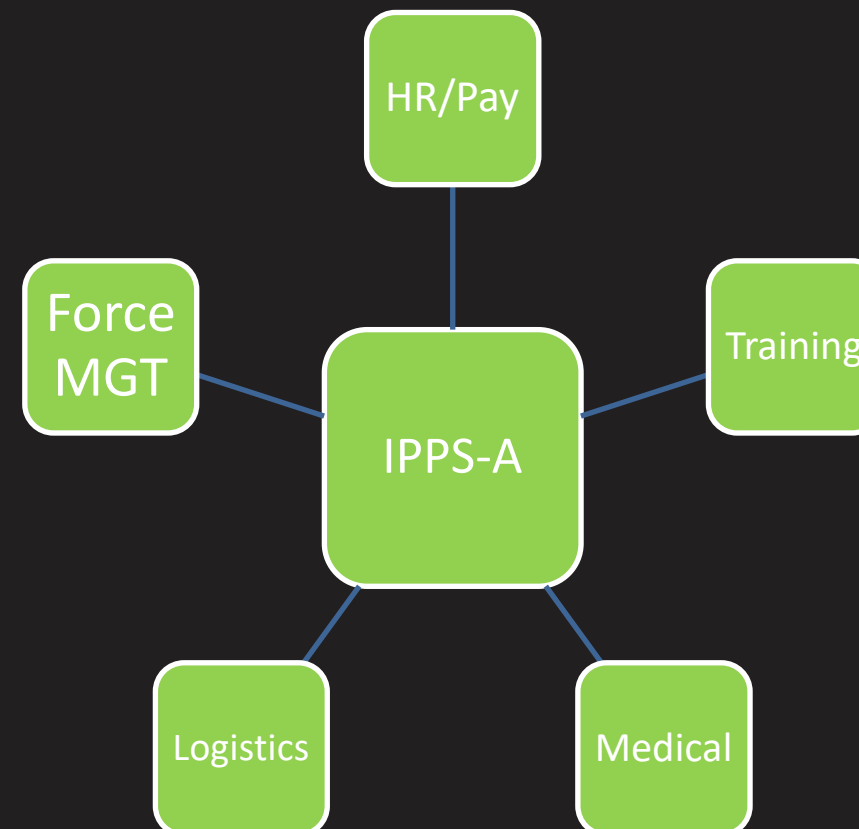 HR/Pay
Force
MGT
Training
IPPS-A
Logistics
Medical